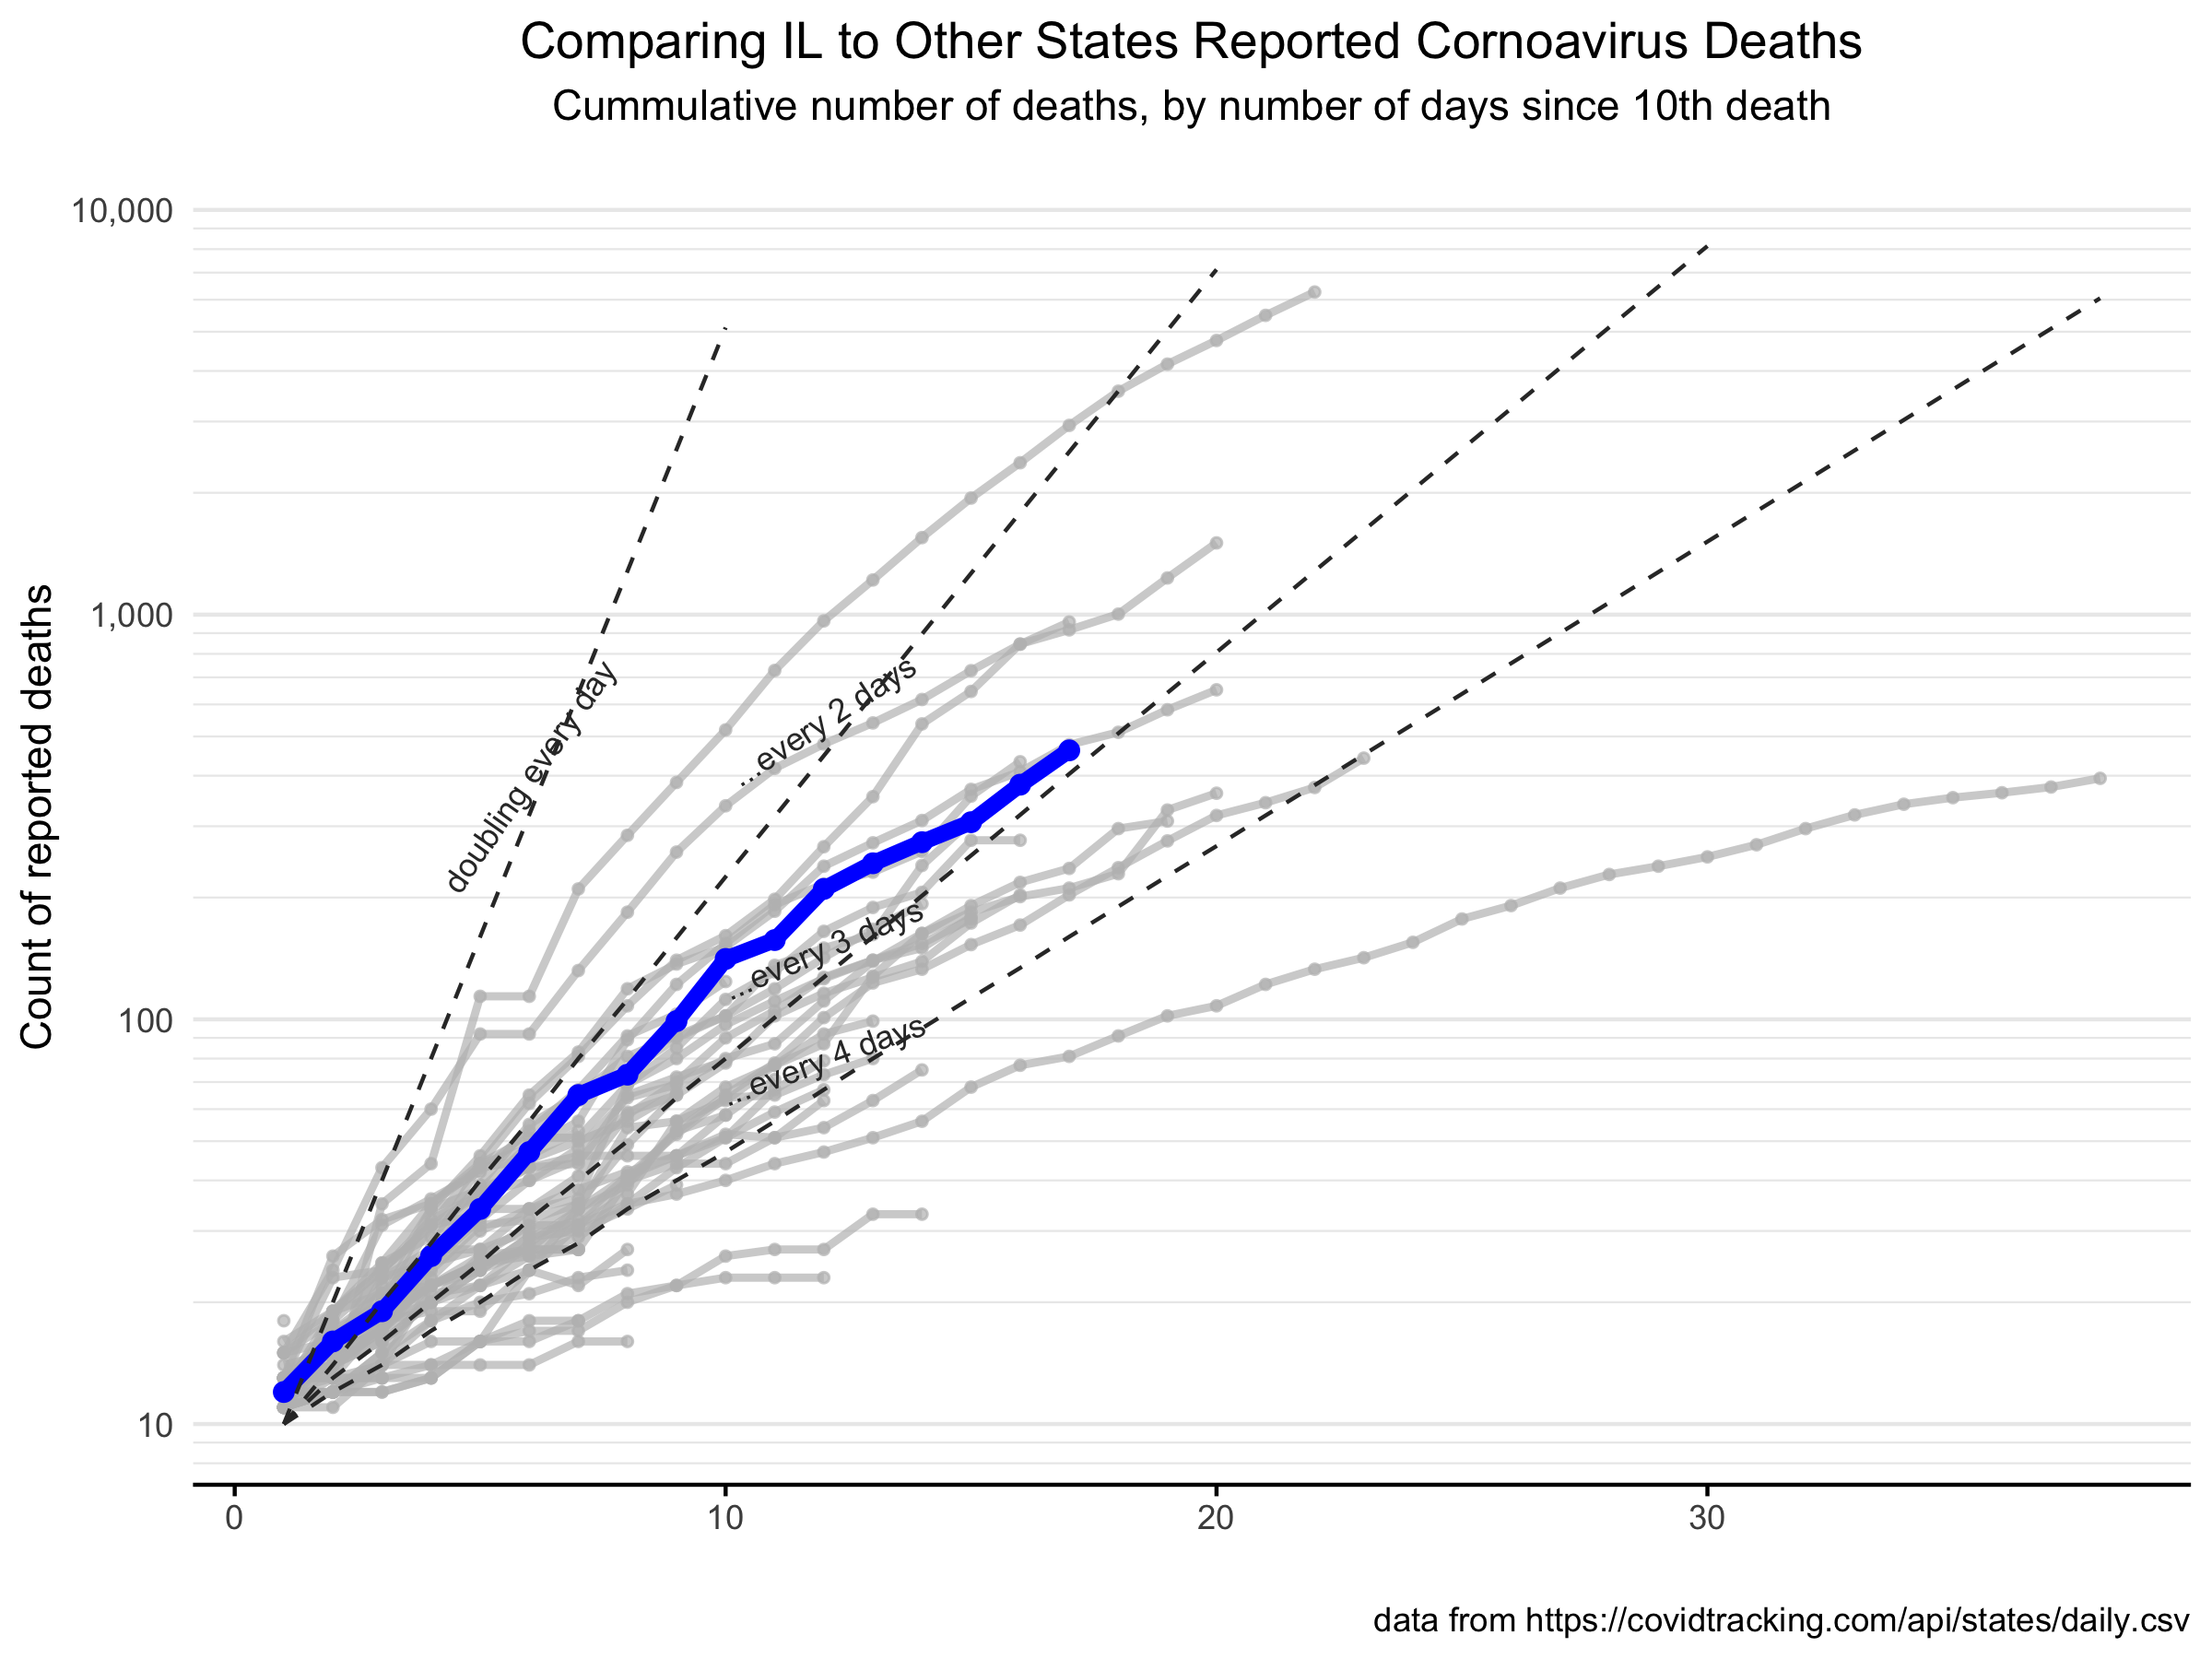 Comparing IL to Other States Reported Cornoavirus Deaths
Cummulative number of deaths, by number of days since 10th death
10,000
1,000
100
10
Count of reported deaths
doubling every day
every 2 days
every 3 days
every 4 days
0
10
20
30
data from https://covidtracking.com/api/states/daily.csv